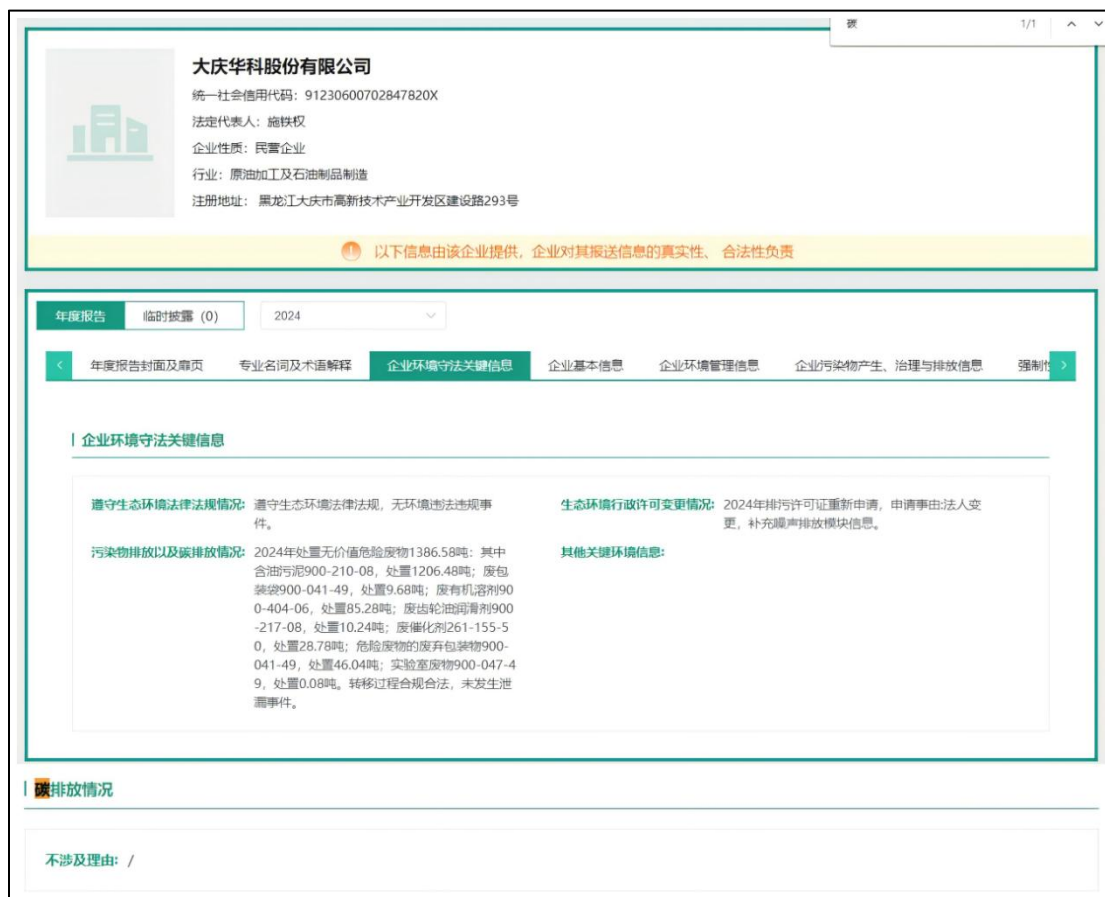 碳 1/1
大庆华科股份有限公司
统一社会信用代码：91230600702847820X
法定代表人：施铁权
企业性质：民营企业
行业：原油加工及石油制品制造
注册地址：黑龙江大庆市高新技术产业开发区建设路293号
以下信息由该企业提供，企业对其报送信息的真实性、合法性负责
年度报告 临时披露（0） 2024
年度报告封面及扉页 专业名词及术语解释 企业环境守法关键信息 企业基本信息 企业环境管理信息 企业污染物产生、治理与排放信息 强制性
企业环境守法关键信息
遵守生态环境法律法规情况: 遵守生态环境法律法规，无环境违法违规事
件。
生态环境行政许可变更情况: 2024年排污许可证重新申请，申请事由:法人变
更，补充噪声排放模块信息。
污染物排放以及碳排放情况: 2024年处置无价值危险废物1386.58吨：其中
含油污泥900-210-08，处置1206.48吨；废包
装袋900-041-49，处置9.68吨；废有机溶剂90
0-404-06，处置85.28吨；废齿轮油润滑剂900
-217-08，处置10.24吨；废催化剂261-155-5
0，处置28.78吨；危险废物的废弃包装物900-
041-49，处置46.04吨；实验室废物900-047-4
9，处置0.08吨。转移过程合规合法，未发生泄
漏事件。
其他关键环境信息:
碳排放情况
不涉及理由: /